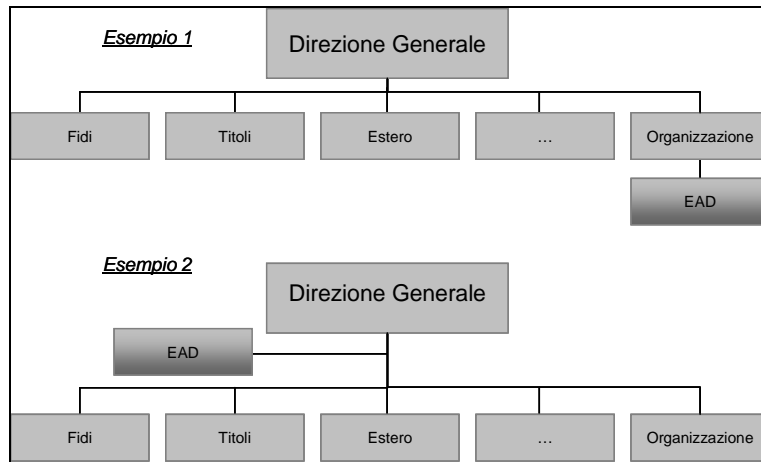 Esempio 1
Direzione Generale
Fidi
Titoli
Estero
…
Organizzazione
EAD
Esempio 2
Direzione Generale
EAD
Fidi
Titoli
Estero
…
Organizzazione